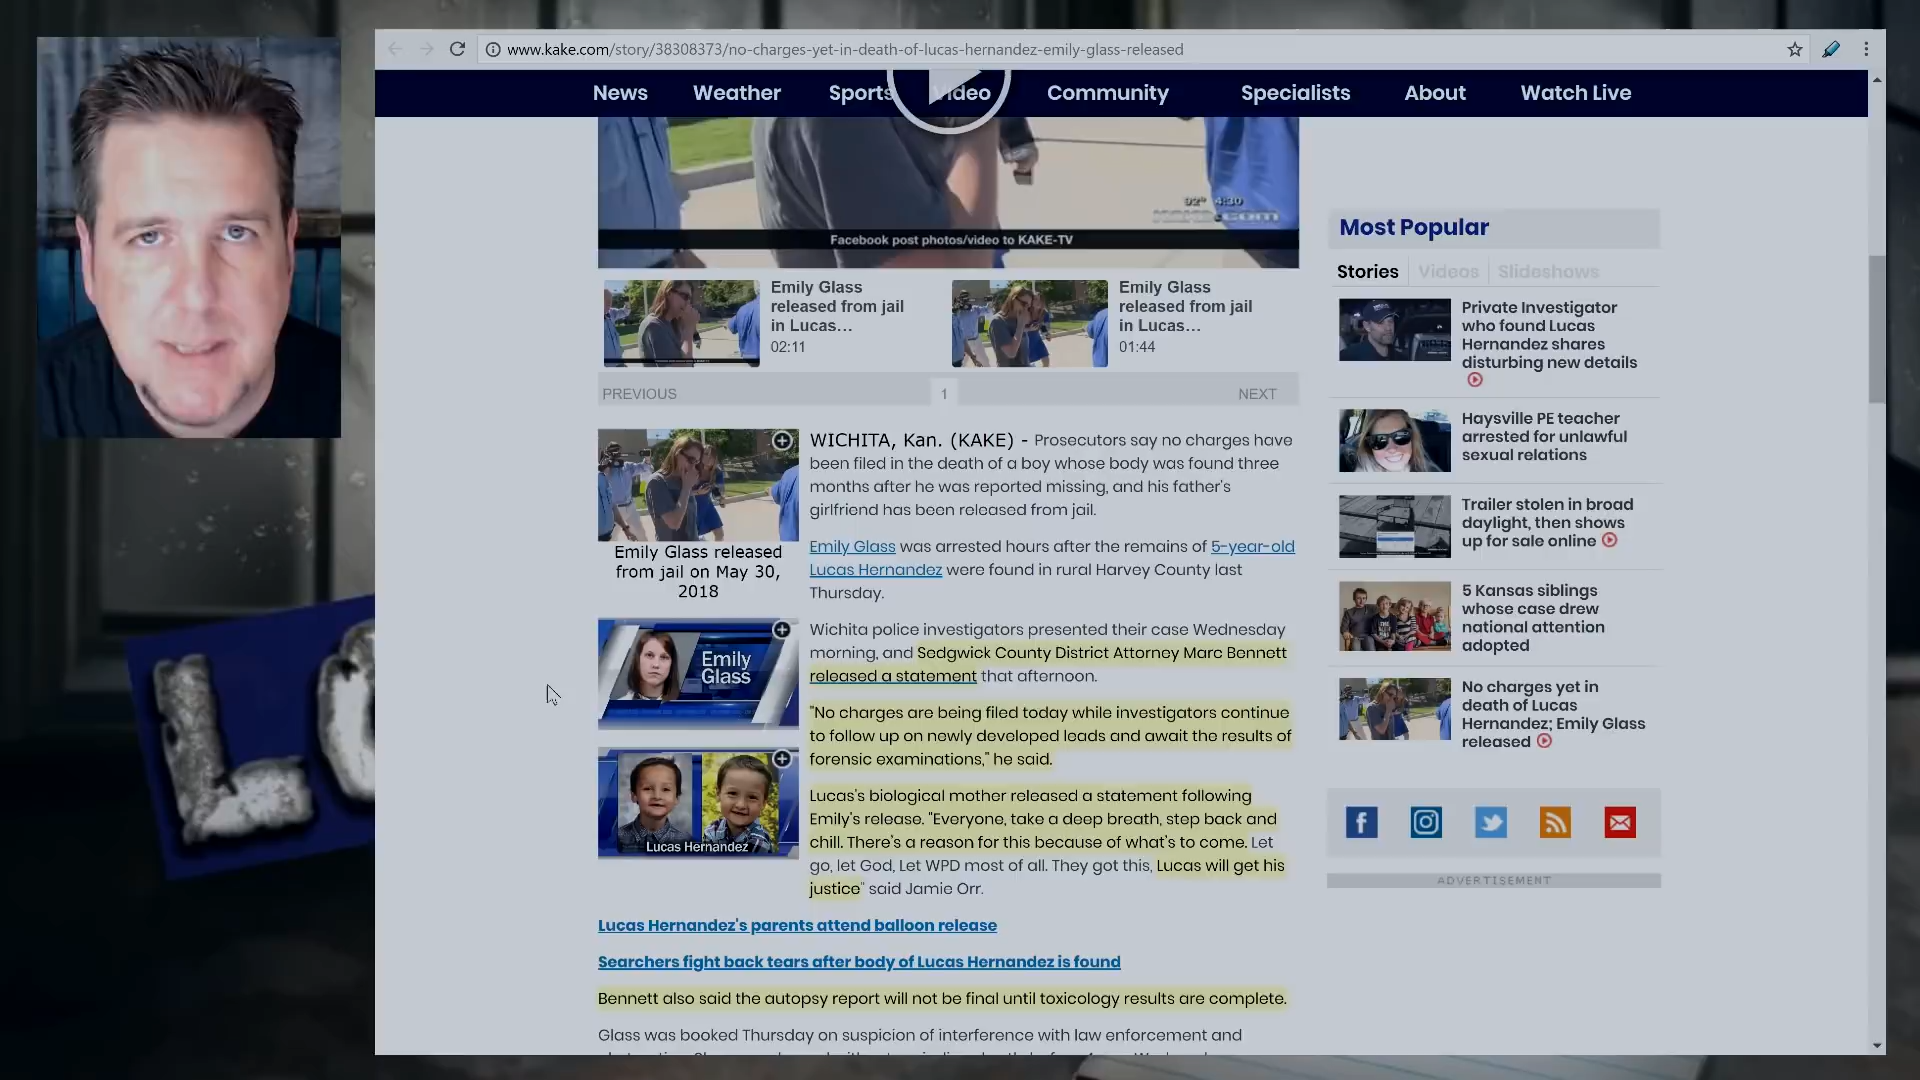 www.kake.com/story/38308373/no-charges-yet-in-death-of-lucas-hernandez-emily-glass-released
News Weather Sports Video Community Specialists About Watch Live
92° 4:30
KAKE.com
Facebook post photos/video to KAKE-TV
Emily Glass
released from jail
in Lucas...
02:11
Emily Glass
released from jail
in Lucas...
01:44
PREVIOUS 1 NEXT
Emily Glass released
from jail on May 30,
2018
Emily
Glass
Lucas Hernandez
WICHITA, Kan. (KAKE) - Prosecutors say no charges have
been filed in the death of a boy whose body was found three
months after he was reported missing, and his father's
girlfriend has been released from jail.
Emily Glass was arrested hours after the remains of 5-year-old
Lucas Hernandez were found in rural Harvey County last
Thursday.
Wichita police investigators presented their case Wednesday
morning, and Sedgwick County District Attorney Marc Bennett
released a statement that afternoon.
"No charges are being filed today while investigators continue
to follow up on newly developed leads and await the results of
forensic examinations," he said.
Lucas's biological mother released a statement following
Emily's release. "Everyone, take a deep breath, step back and
chill. There's a reason for this because of what's to come. Let
go, let God, Let WPD most of all. They got this, Lucas will get his
justice" said Jamie Orr.
Lucas Hernandez's parents attend balloon release
Searchers fight back tears after body of Lucas Hernandez is found
Bennett also said the autopsy report will not be final until toxicology results are complete.
Glass was booked Thursday on suspicion of interference with law enforcement and
Most Popular
Stories Videos Slideshows
Private Investigator
who found Lucas
Hernandez shares
disturbing new details
Haysville PE teacher
arrested for unlawful
sexual relations
Trailer stolen in broad
daylight, then shows
up for sale online
5 Kansas siblings
whose case drew
national attention
adopted
No charges yet in
death of Lucas
Hernandez; Emily Glass
released
ADVERTISEMENT